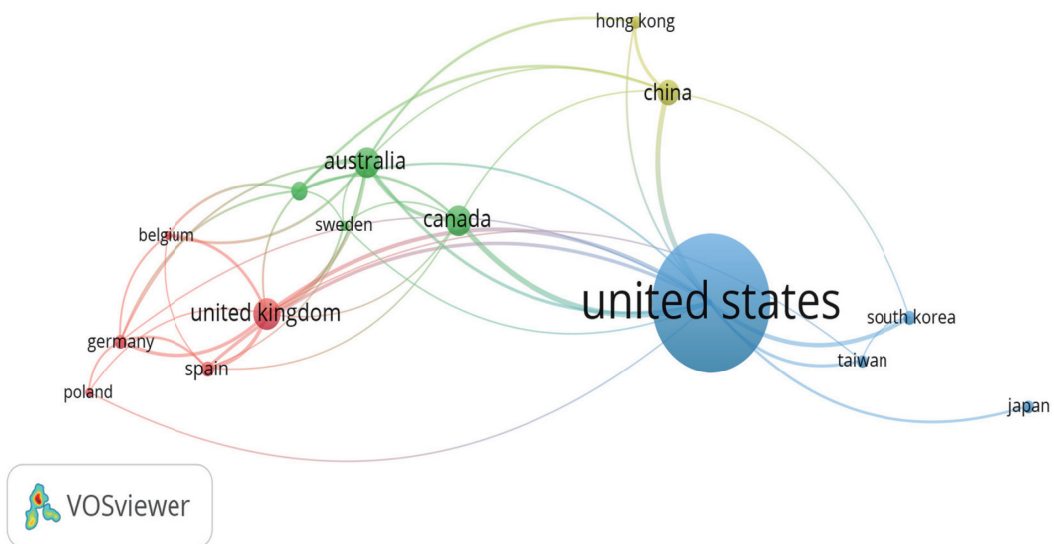 hong kong
china
australia
canada
sweden
belgium
united kingdom
united states
south korea
germany
spain
taiwan
poland
japan
VOSviewer